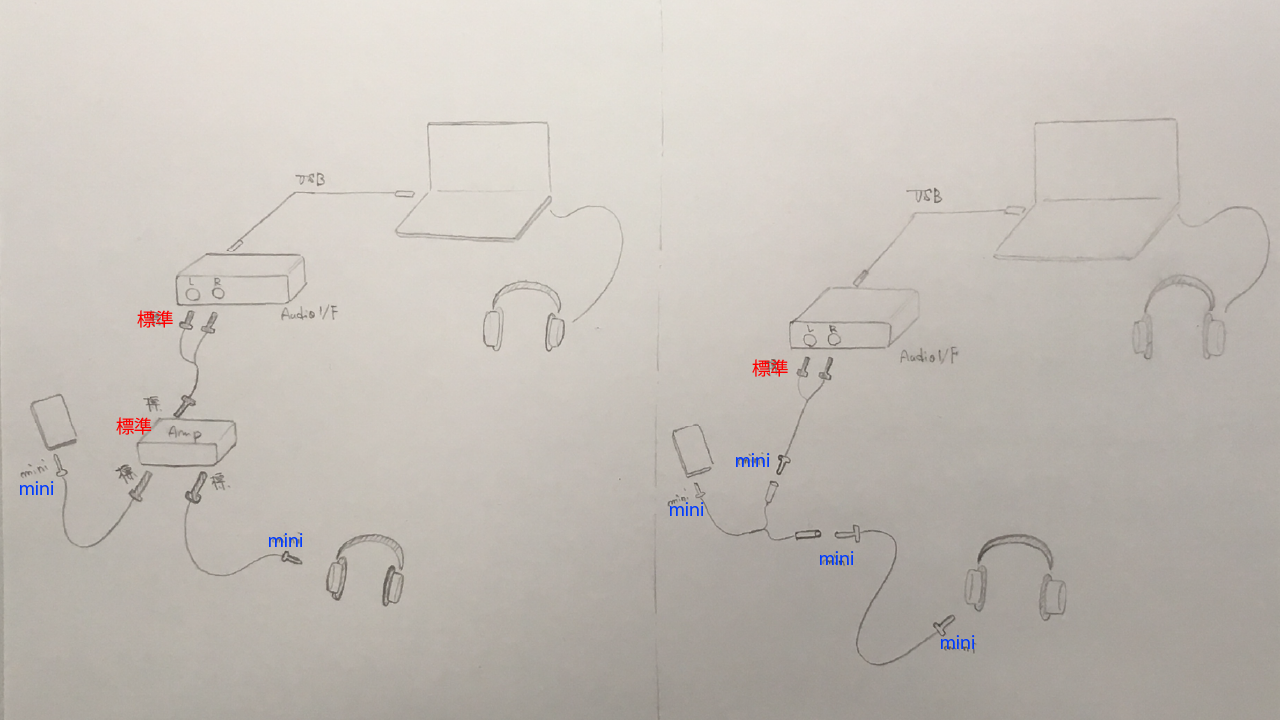 USB
L R
Audio I/F
標準
標.
標準
Amp
mini
mini
標.
標.
mini
USB
L R
Audio I/F
標準
mini
mini
mini
mini
mini